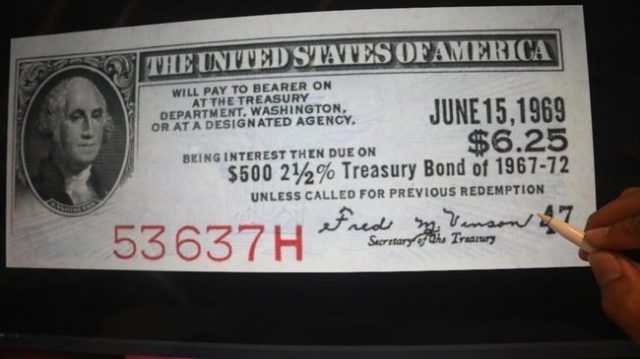 THE UNITED STATES OF AMERICA
WILL PAY TO BEARER ON
AT THE TREASURY
DEPARTMENT, WASHINGTON,
OR AT A DESIGNATED AGENCY.
JUNE 15, 1969
$6.25
BEING INTEREST THEN DUE ON
$500 2½% Treasury Bond of 1967-72
UNLESS CALLED FOR PREVIOUS REDEMPTION
Fred M Vinson 47
Secretary of the Treasury
53637H
WASHINGTON